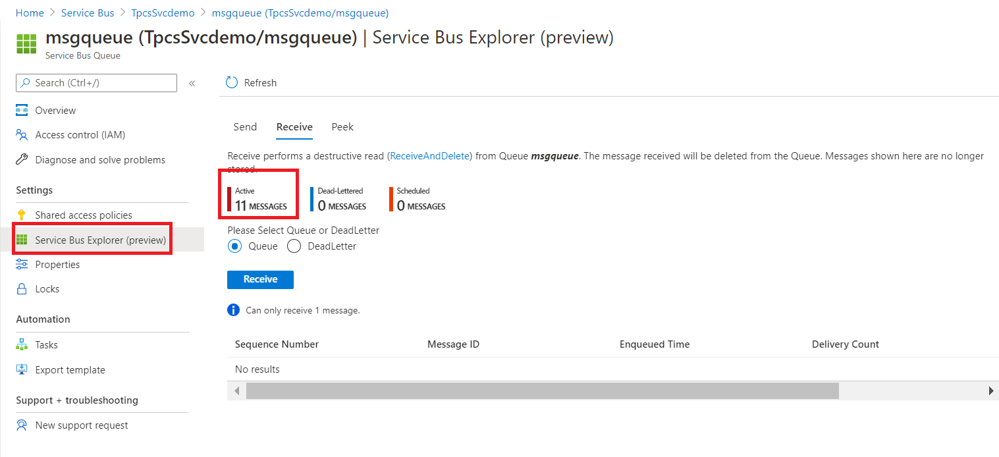 Home > Service Bus > TpcsSvcdemo > msgqueue (TpcsSvcdemo/msgqueue)
msgqueue (TpcsSvcdemo/msgqueue) | Service Bus Explorer (preview)
Service Bus Queue
Search (Ctrl+/)
«
Refresh
Overview
Access control (IAM)
Diagnose and solve problems
Settings
Shared access policies
Service Bus Explorer (preview)
Properties
Locks
Automation
Tasks
Export template
Support + troubleshooting
New support request
Send Receive Peek
Receive performs a destructive read (ReceiveAndDelete) from Queue msgqueue. The message received will be deleted from the Queue. Messages shown here are no longer
stored.
Active
11 MESSAGES
Dead-Lettered
0 MESSAGES
Scheduled
0 MESSAGES
Please Select Queue or DeadLetter
Queue DeadLetter
Receive
Can only receive 1 message.
Sequence Number Message ID Enqueued Time Delivery Count
No results